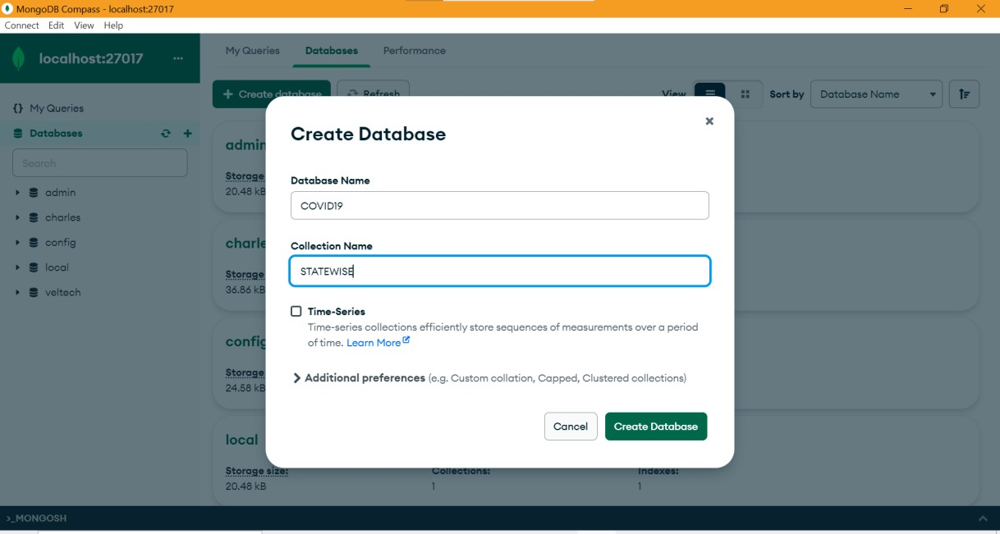 MongoDB Compass - localhost:27017
Connect Edit View Help
localhost:27017 ...
My Queries Databases Performance
+ Create database Refresh View Sort by Database Name
{} My Queries
Databases
Search
admin
charles
config
local
veltech
admin
Storage
20.48 kB
Storage
36.86 kB
config
Storage
24.58 kB
local
Storage size: Collections: Indexes:
20.48 kB 1 1
Create Database
Database Name
COVID19
Collection Name
STATEWISE
Time-Series
Time-series collections efficiently store sequences of measurements over a period
of time. Learn More
Additional preferences (e.g. Custom collation, Capped, Clustered collections)
Cancel Create Database
>_MONGOSH